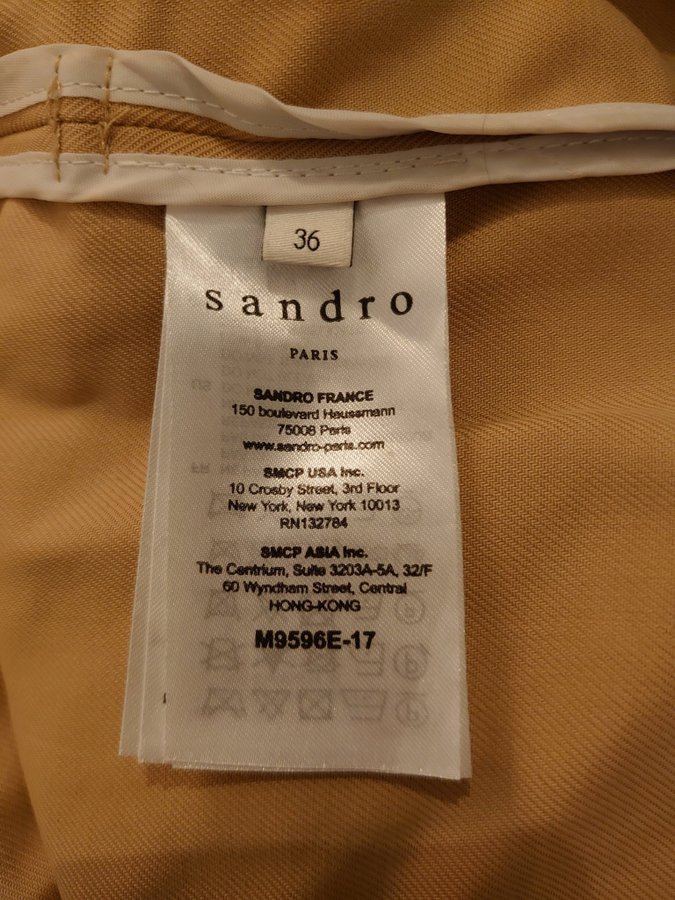 36
sandro
PARIS
SANDRO FRANCE
150 boulevard Haussmann
75008 Paris
www.sandro-paris.com
SMCP USA Inc.
10 Crosby Street, 3rd Floor
New York, New York 10013
RN132784
SMCP ASIA Inc.
The Centrium, Suite 3203A-5A, 32/F
60 Wyndham Street, Central
HONG-KONG
M9596E-17